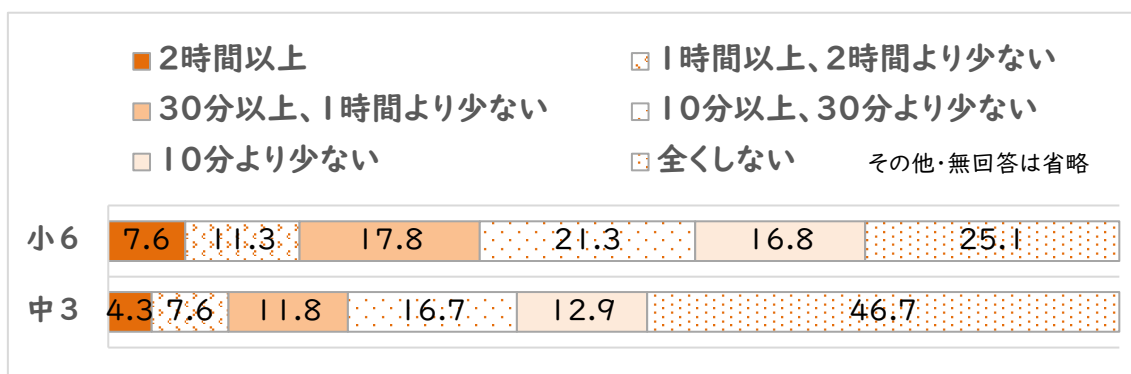 2時間以上 1時間以上、2時間より少ない
30分以上、1時間より少ない 10分以上、30分より少ない
10分より少ない 全くしない その他・無回答は省略
小6 7.6 11.3 17.8 21.3 16.8 25.1
中3 4.3 7.6 11.8 16.7 12.9 46.7